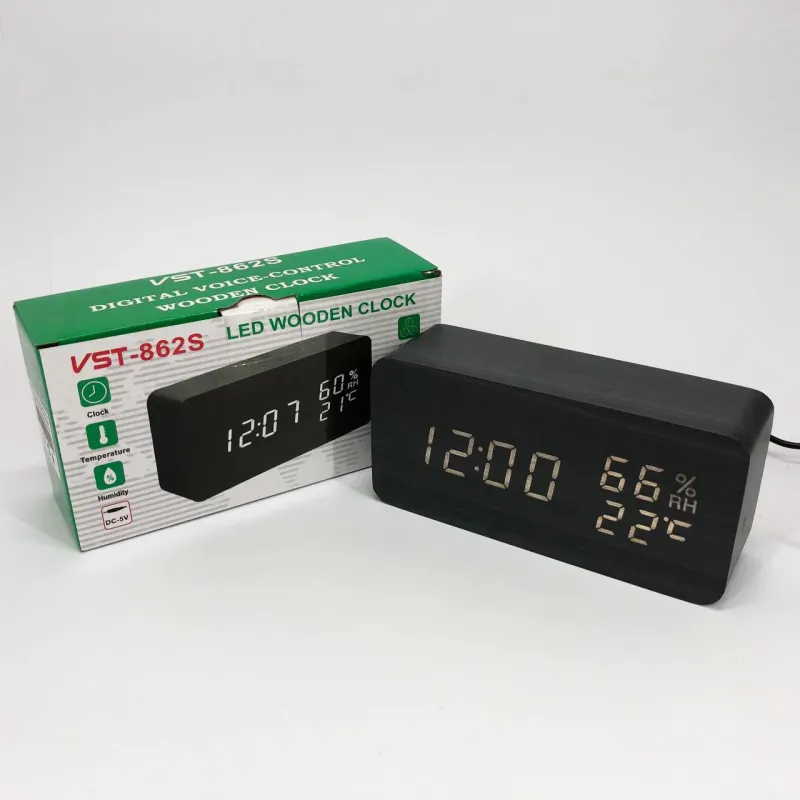 VST-862S
DIGITAL VOICE-CONTROL
WOODEN CLOCK
VST-862S
LED WOODEN CLOCK
Clock
Temperature
%
Humidity
DC-5V
12:07
60%
RH
21°C
12:00
66%
RH
22°C